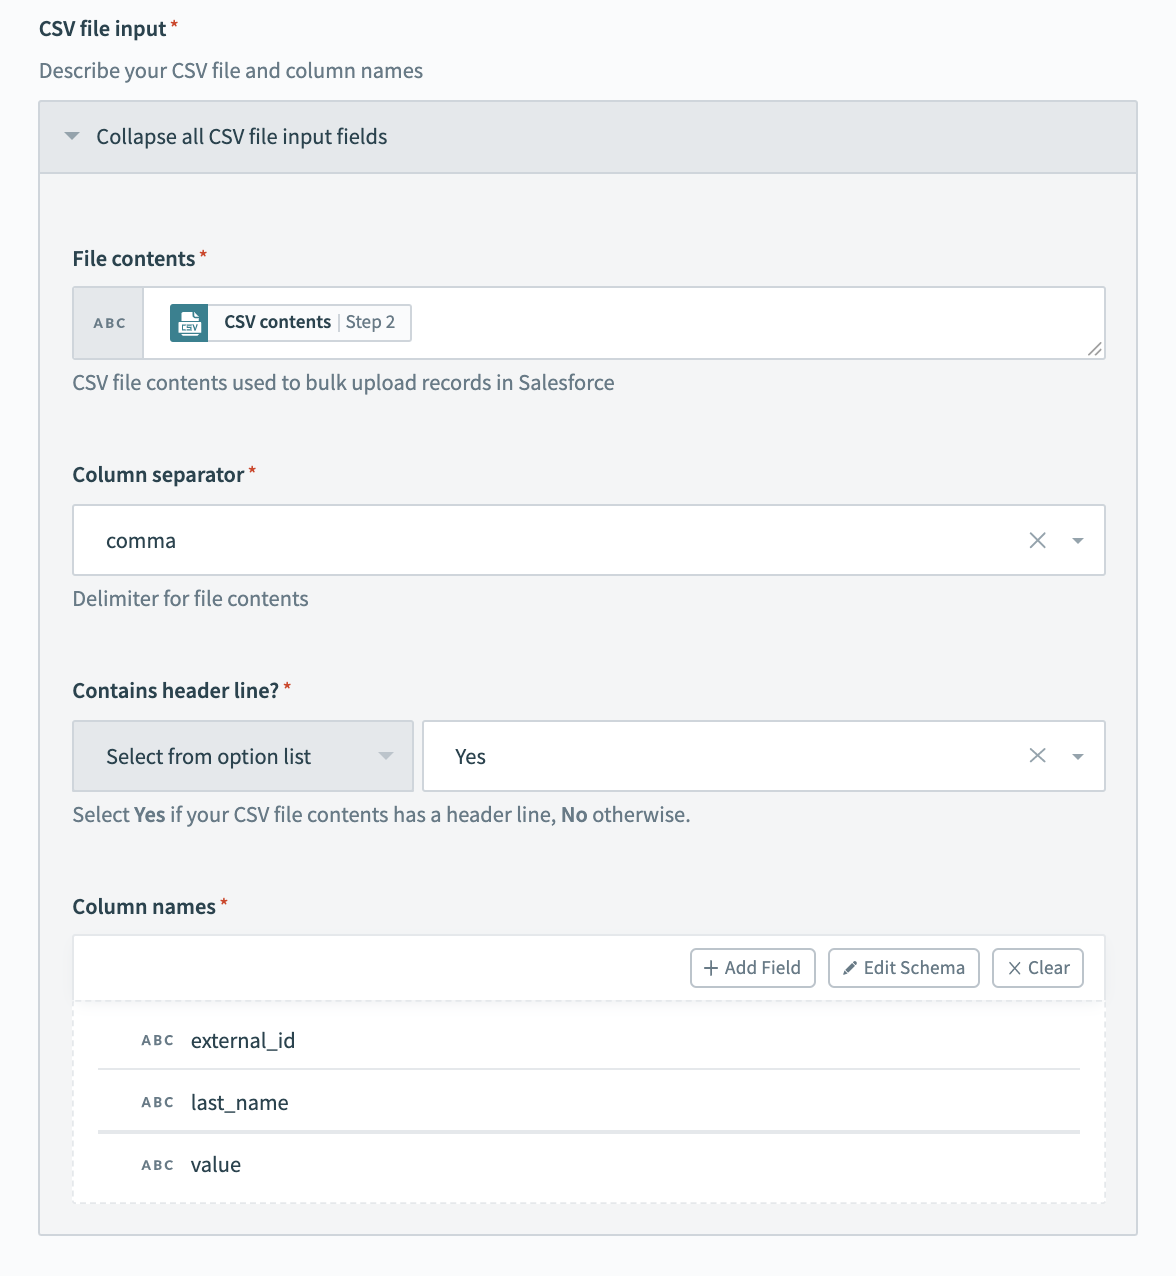 CSV file input *
Describe your CSV file and column names
Collapse all CSV file input fields
File contents *
ABC CSV CSV contents | Step 2
CSV file contents used to bulk upload records in Salesforce
Column separator *
comma
Delimiter for file contents
Contains header line? *
Select from option list Yes
Select Yes if your CSV file contents has a header line, No otherwise.
Column names *
+ Add Field Edit Schema Clear
ABC external_id
ABC last_name
ABC value